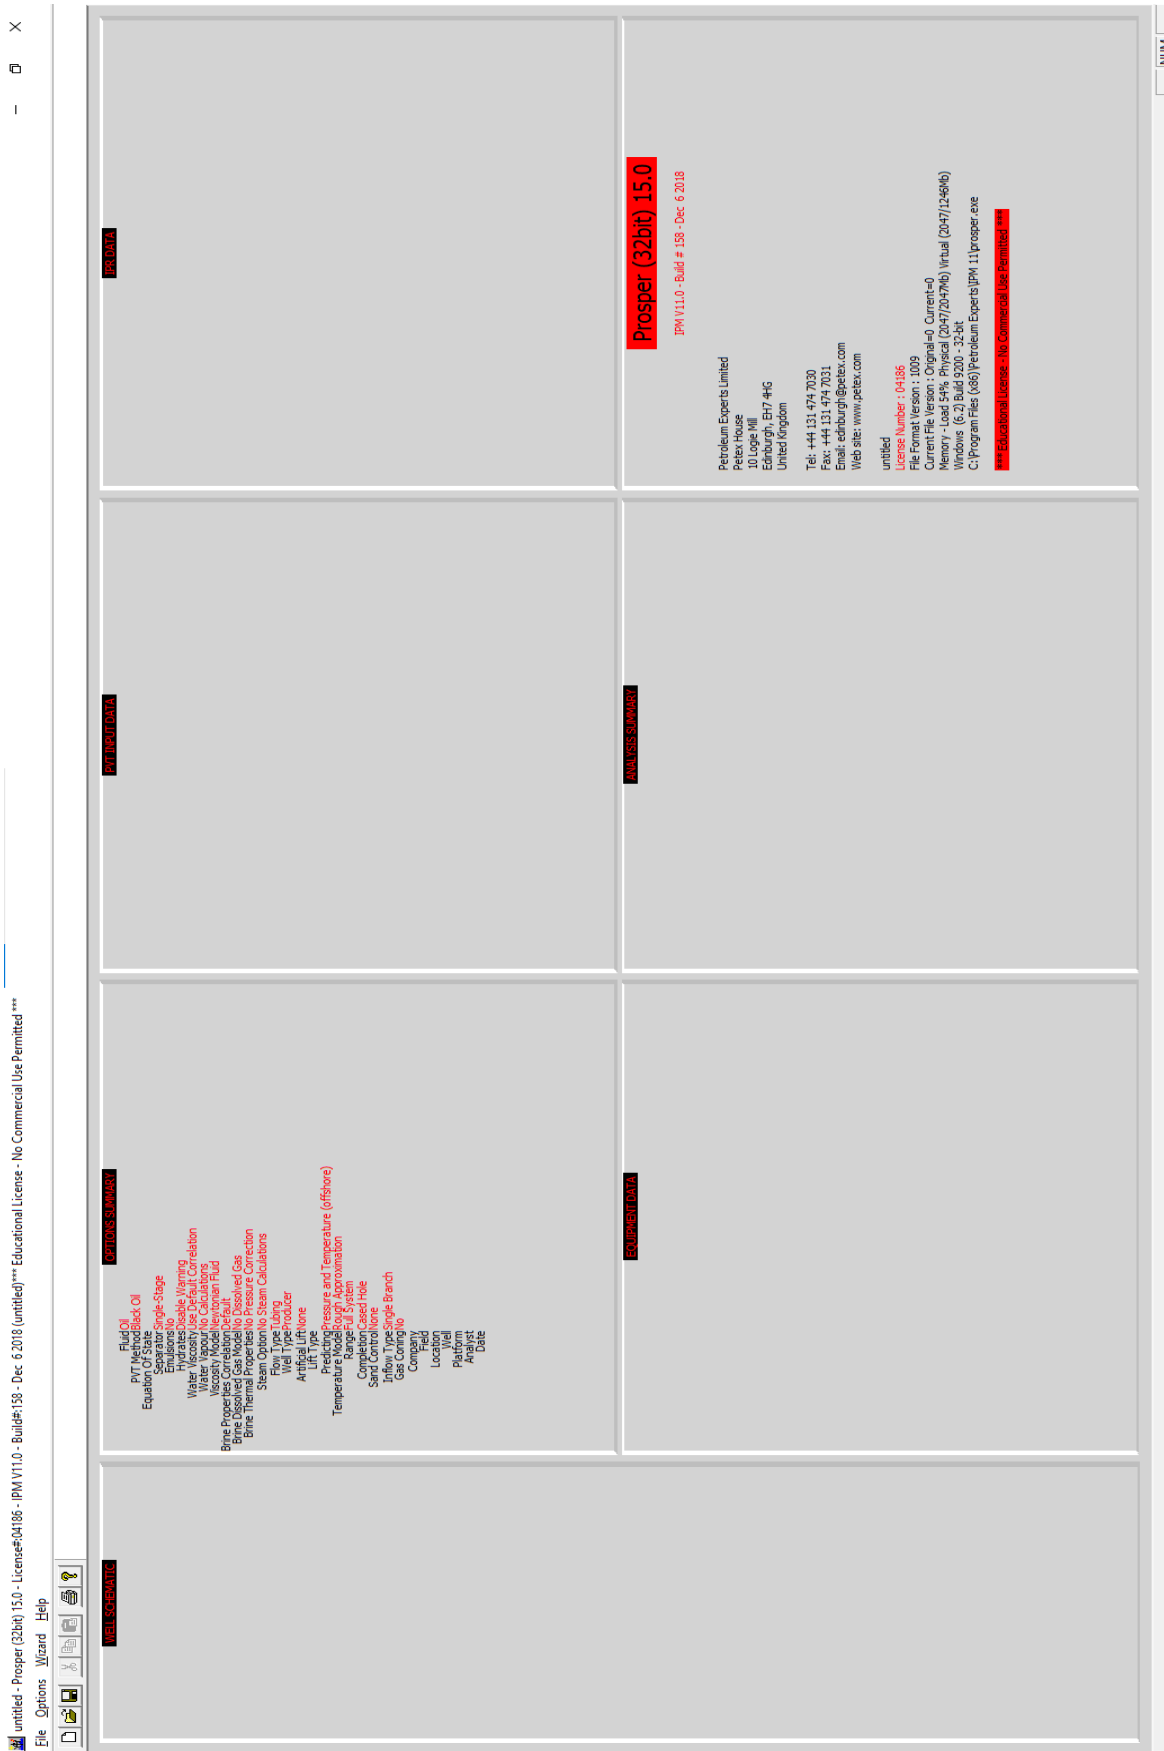 untitled - Prosper (32bit) 15.0 - License#:04186 - IPM V11.0 - Build#:158 - Dec 6 2018 (untitled)*** Educational License - No Commercial Use Permitted ***
File Options Wizard Help
WELL SCHEMATIC
OPTIONS SUMMARY
Fluid Oil
PVT Method Black Oil
Equation Of State
Separator Single-Stage
Emulsions No
Hydrates Disable Warning
Water Viscosity Use Default Correlation
Water Vapour No Calculations
Viscosity Model Newtonian Fluid
Brine Properties Correlation Default
Brine Dissolved Gas Model No Dissolved Gas
Brine Thermal Properties No Pressure Correction
Steam Option No Steam Calculations
Flow Type Tubing
Well Type Producer
Artificial Lift None
Lift Type
Predicting Pressure and Temperature (offshore)
Temperature Model Rough Approximation
Range Full System
Completion Cased Hole
Sand Control None
Inflow Type Single Branch
Gas Coning No
Company
Field
Location
Well
Platform
Analyst
Date
PVT INPUT DATA
IPR DATA
EQUIPMENT DATA
ANALYSIS SUMMARY
Prosper (32bit) 15.0
IPM V11.0 - Build # 158 - Dec 6 2018
Petroleum Experts Limited
Petex House
10 Logie Mill
Edinburgh, EH7 4HG
United Kingdom
Tel: +44 131 474 7030
Fax: +44 131 474 7031
Email: edinburgh@petex.com
Web site: www.petex.com
untitled
License Number : 04186
File Format Version : 1009
Current File Version : Original=0 Current=0
Memory - Load 54% Physical (2047/2047Mb) Virtual (2047/1246Mb)
Windows (6.2) Build 9200 - 32-bit
C:\Program Files (x86)\Petroleum Experts\IPM 11\prosper.exe
*** Educational License - No Commercial Use Permitted ***